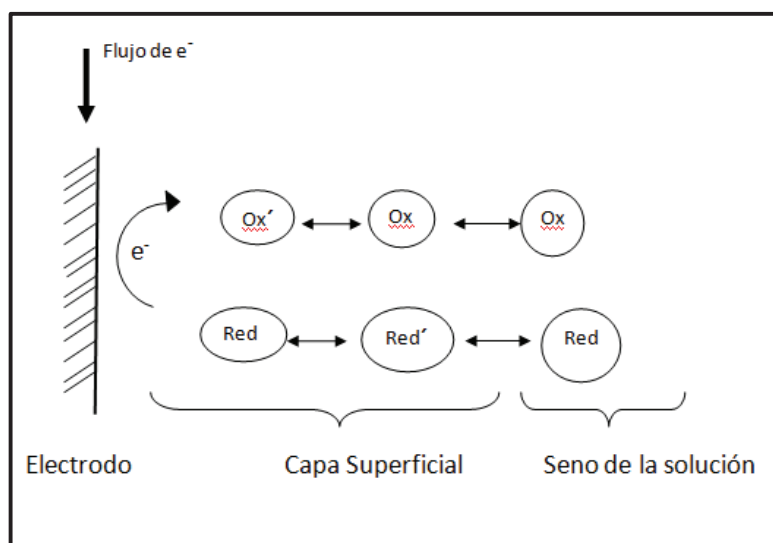 Flujo de e⁻
Ox´ Ox Ox
e⁻
Red Red´ Red
Electrodo Capa Superficial Seno de la solución